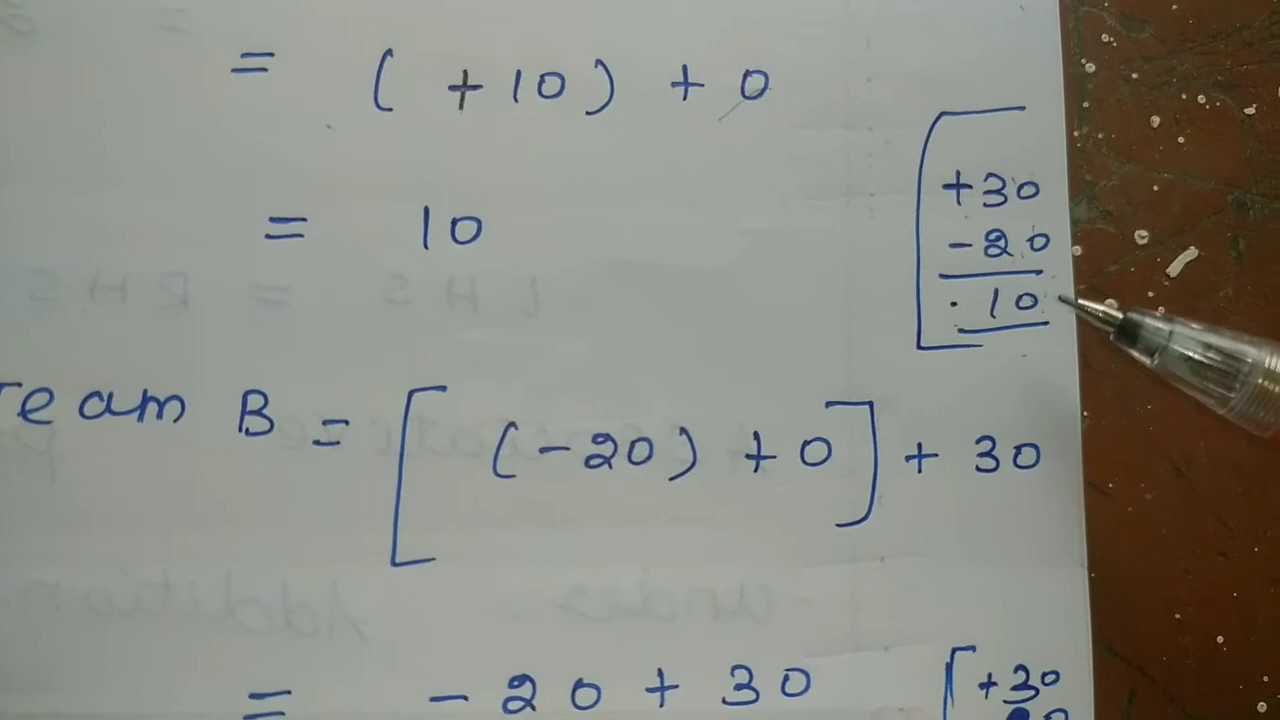 = ( +10 ) + 0
= 10
+30
-20
10
Team B = [ (-20) + 0 ] + 30
= - 20 + 30
[ +30